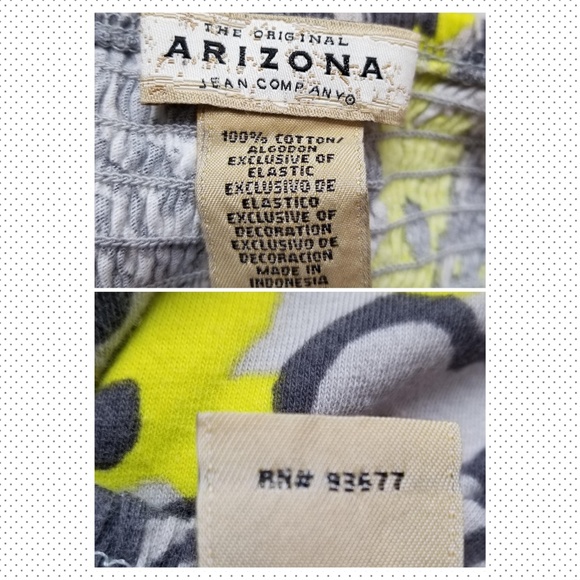 THE ORIGINAL
ARIZONA
JEAN COMPANY®
100% COTTON/
ALGODON
EXCLUSIVE OF
ELASTIC
EXCLUSIVO DE
ELASTICO
EXCLUSIVE OF
DECORATION
EXCLUSIVO DE
DECORACION
MADE IN
INDONESIA
RN# 93677